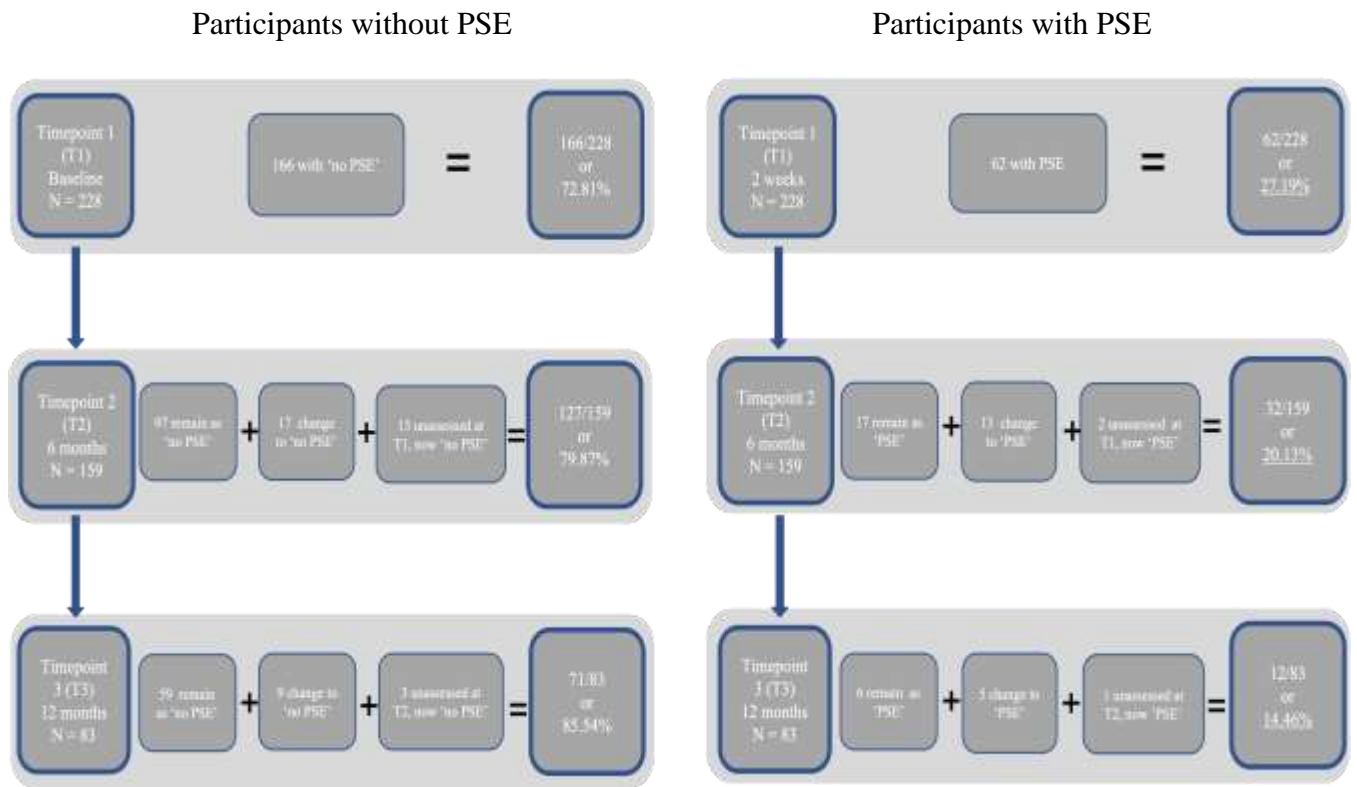 Participants without PSE
Timepoint 1
(T1)
Baseline
N = 228
166 with 'no PSE'
=
166/228
or
72.81%
Timepoint 2
(T2)
6 months
N = 159
97 remain as
'no PSE'
+
17 change
to 'no PSE'
+
13 unassessed at
T1, now 'no PSE'
=
127/159
or
79.87%
Timepoint
3 (T3)
12 months
N = 83
59 remain
as 'no PSE'
+
9 change to
'no PSE'
+
3 unassessed at
T2, now 'no PSE'
=
71/83
or
85.54%
Participants with PSE
Timepoint 1
(T1)
2 weeks
N = 228
62 with PSE
=
62/228
or
27.19%
Timepoint 2
(T2)
6 months
N = 159
17 remain as
'PSE'
+
13 change
to 'PSE'
+
2 unassessed at
T1, now 'PSE'
=
32/159
or
20.13%
Timepoint
3 (T3)
12 months
N = 83
6 remain as
'PSE'
+
5 change to
'PSE'
+
1 unassessed at
T2, now 'PSE'
=
12/83
or
14.46%